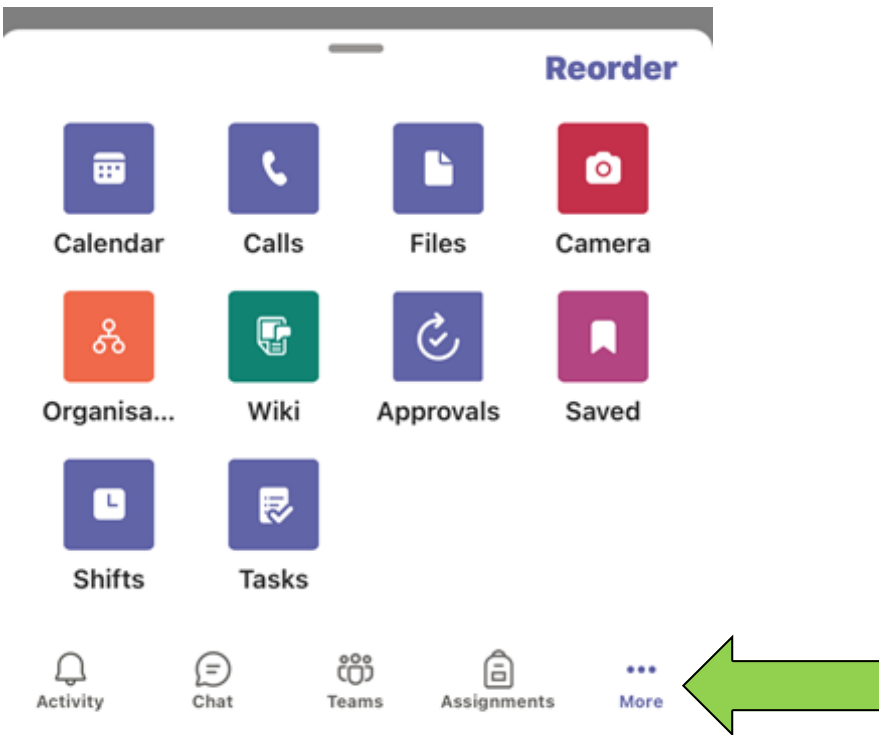 Reorder
Calendar Calls Files Camera
Organisa... Wiki Approvals Saved
Shifts Tasks
Activity Chat Teams Assignments More